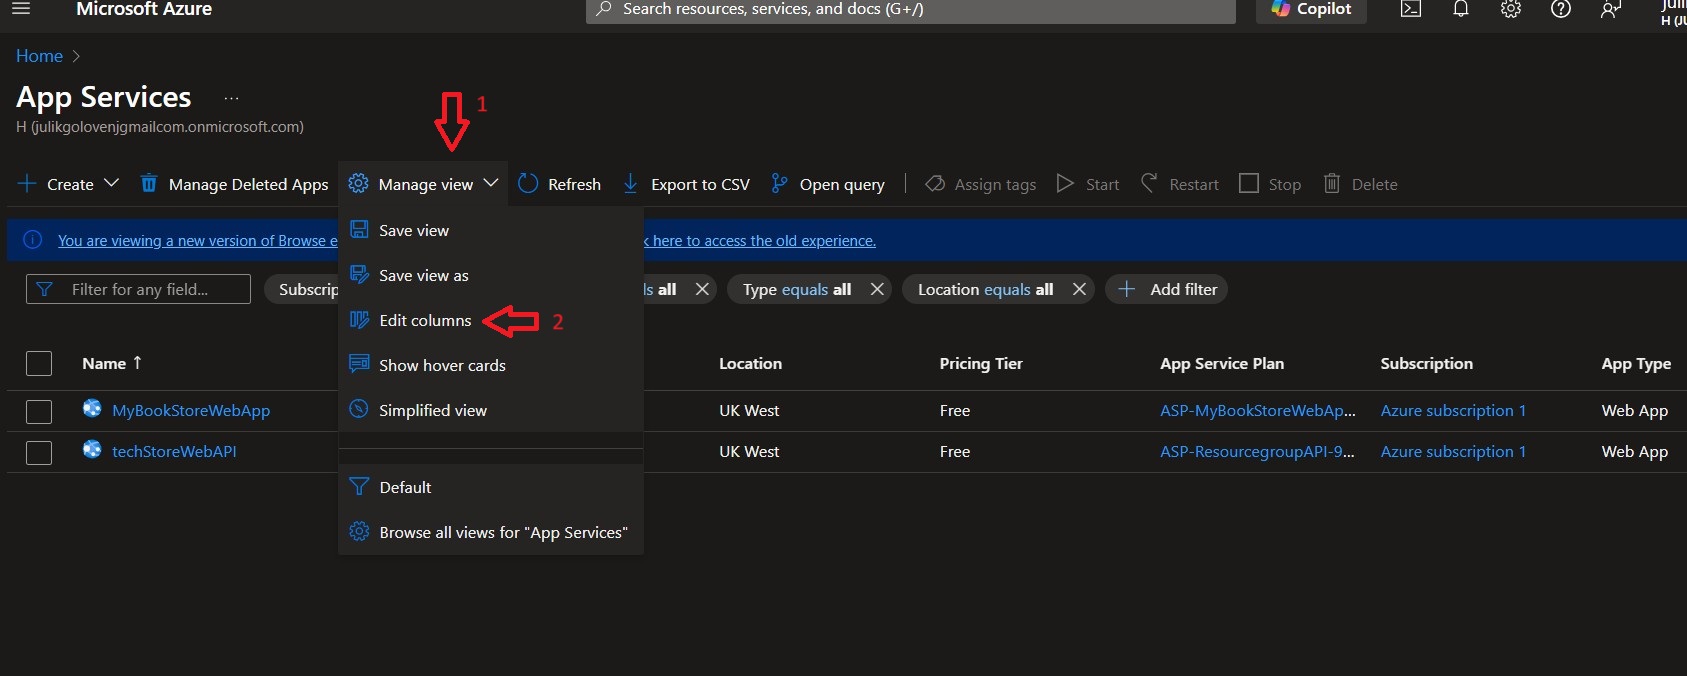 Microsoft Azure
Search resources, services, and docs (G+/)
Copilot
Home
App Services ...
H (julikgolovenjgmailcom.onmicrosoft.com)
1
Create
Manage Deleted Apps
Manage view
Refresh
Export to CSV
Open query
Assign tags
Start
Restart
Stop
Delete
You are viewing a new version of Browse e
here to access the old experience.
Save view
Save view as
Edit columns
2
Show hover cards
Simplified view
Default
Browse all views for "App Services"
Filter for any field...
Subscrip
ls all
Type equals all
Location equals all
Add filter
Name ↑ Location Pricing Tier App Service Plan Subscription App Type
MyBookStoreWebApp UK West Free ASP-MyBookStoreWebAp... Azure subscription 1 Web App
techStoreWebAPI UK West Free ASP-ResourcegroupAPI-9... Azure subscription 1 Web App